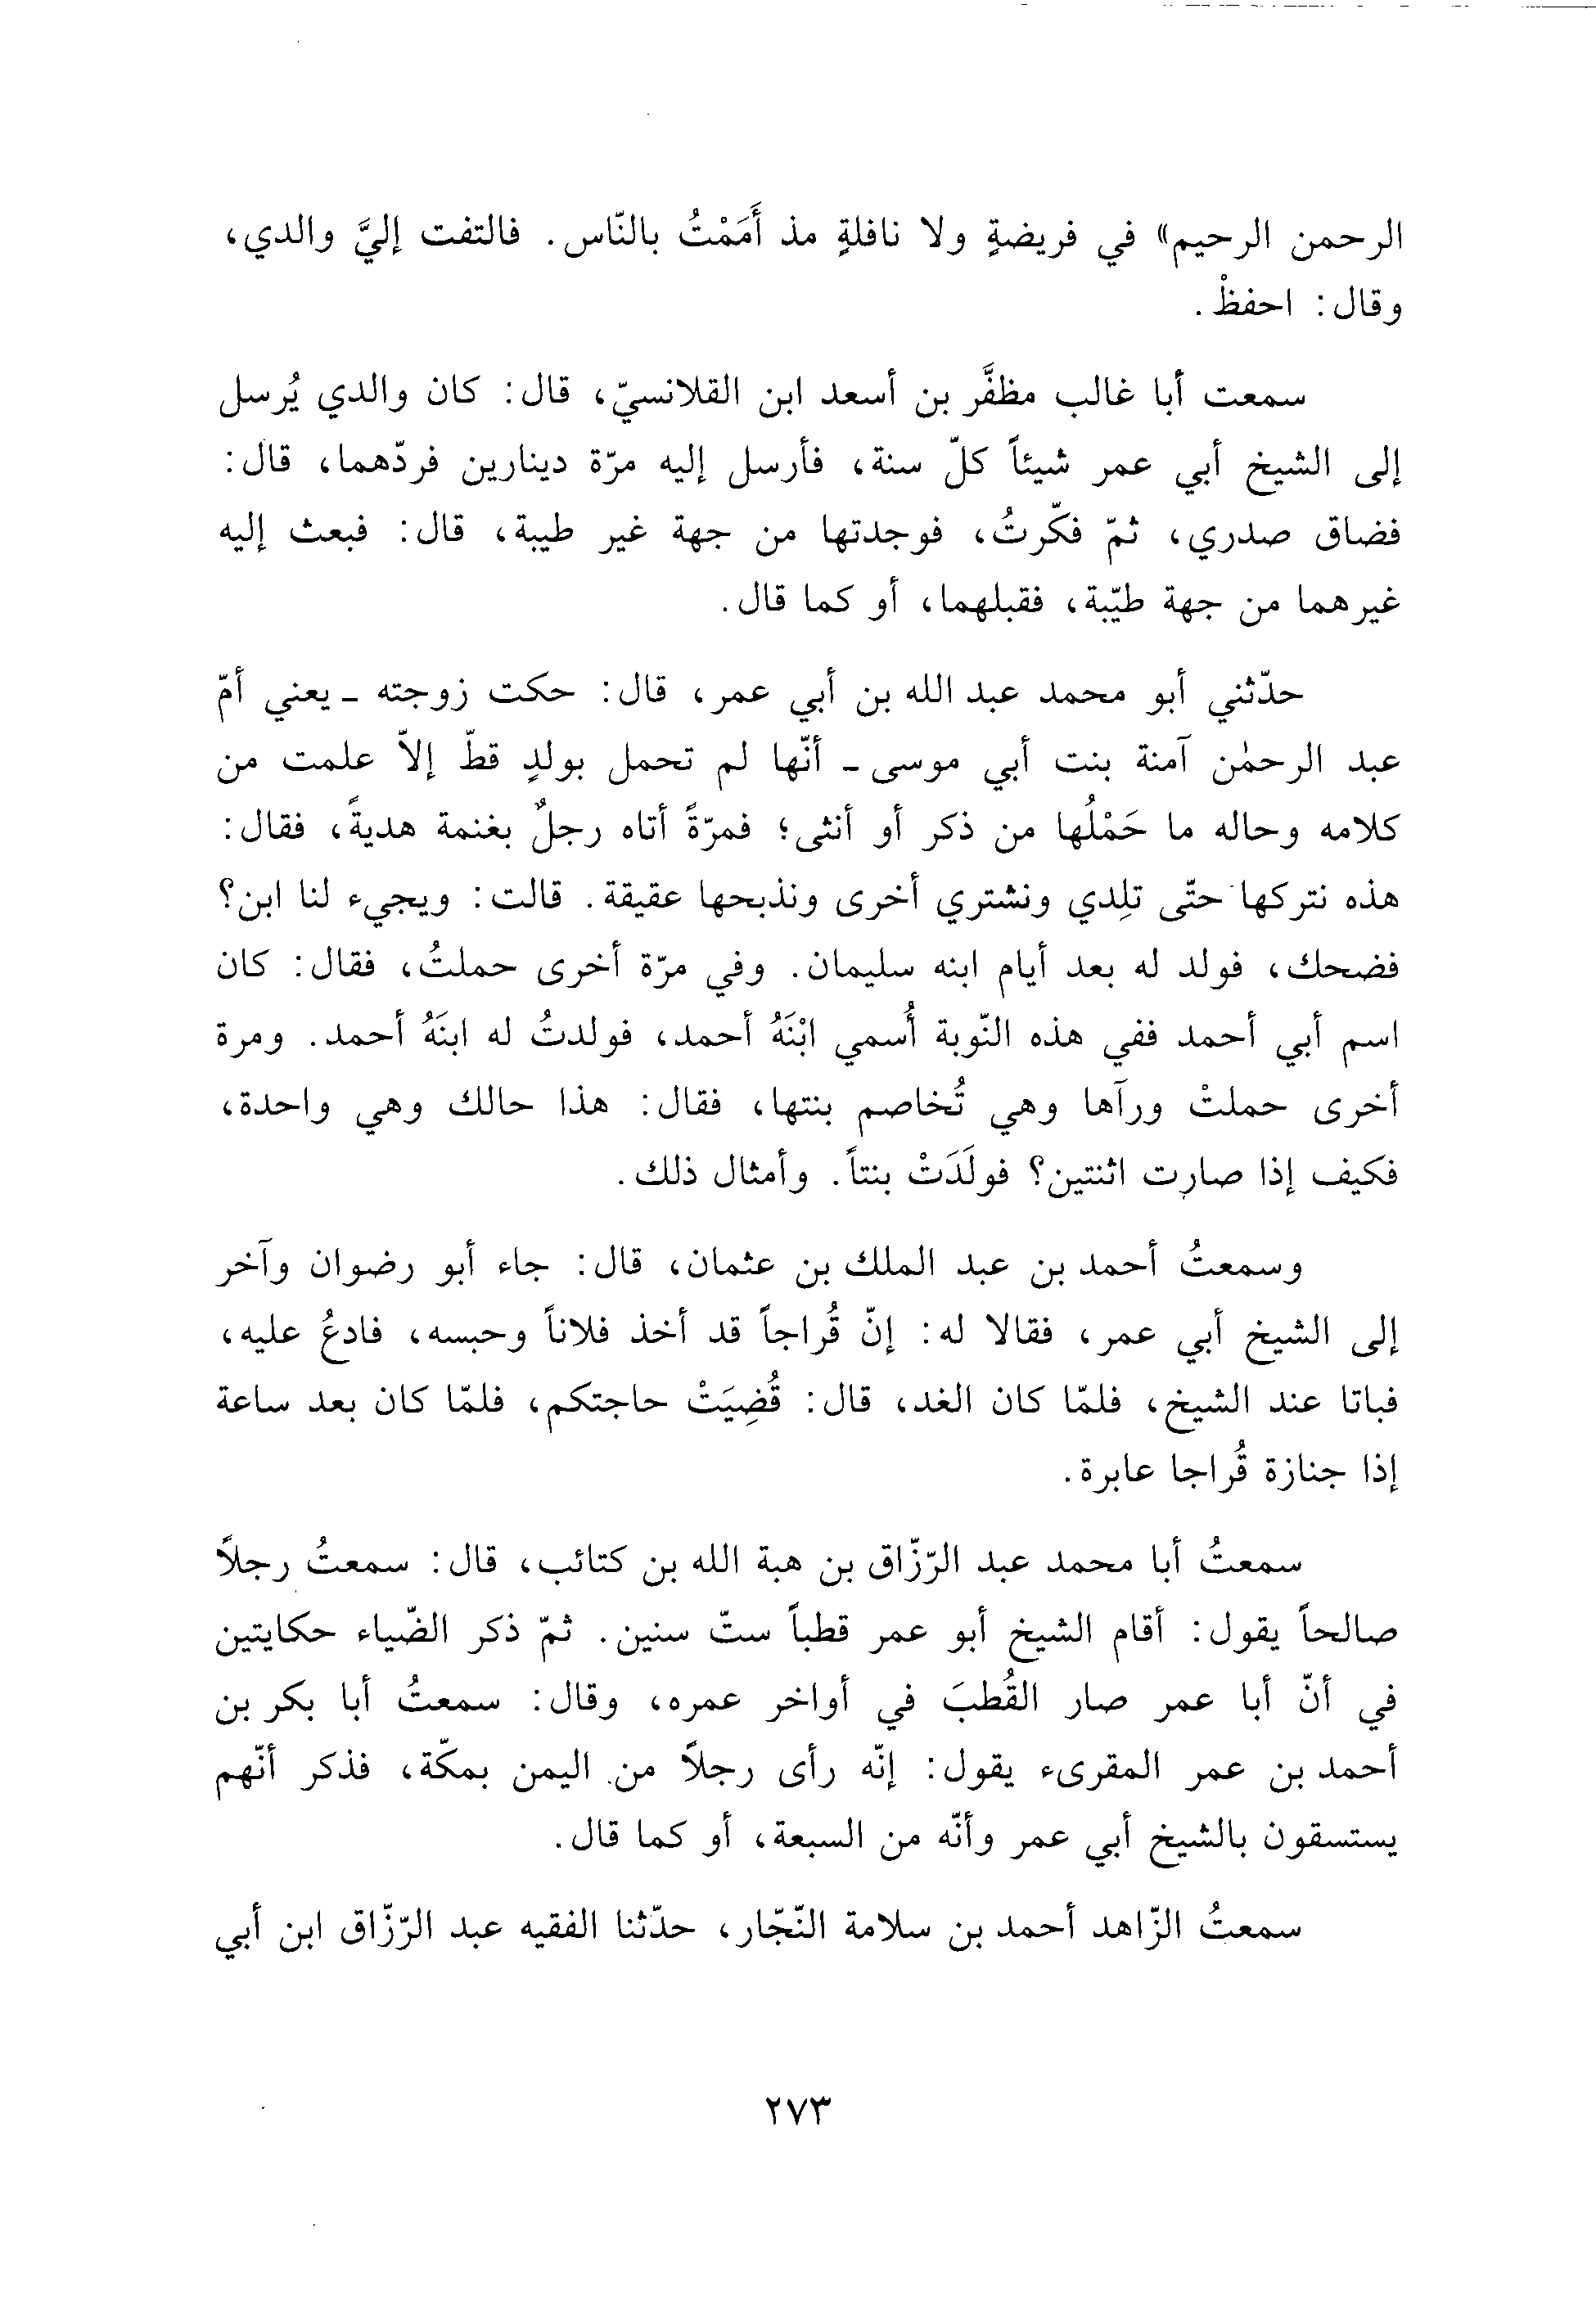 الرحمن الرحيم» في فريضةٍ ولا نافلةٍ مذ أَمَمْتُ بالنّاس. فالتفت إليَّ والدي،
وقال: احفظْ.
سمعت أبا غالب مظفَّر بن أسعد ابن القلانسيّ، قال: كان والدي يُرسل
إلى الشيخ أبي عمر شيئاً كلّ سنة، فأرسل إليه مرّة دينارين فردّهما، قال:
فضاق صدري، ثمّ فكّرتُ، فوجدتها من جهة غير طيبة، قال: فبعث إليه
غيرهما من جهة طيّبة، فقبلهما، أو كما قال.
حدّثني أبو محمد عبد الله بن أبي عمر، قال: حكت زوجته ـ يعني أمّ
عبد الرحمٰن آمنة بنت أبي موسى ـ أنّها لم تحمل بولدٍ قطّ إلاّ علمت من
كلامه وحاله ما حَمْلُها من ذكر أو أنثى؛ فمرّةً أتاه رجلٌ بغنمة هديةً، فقال:
هذه نتركها حتّى تلِدي ونشتري أخرى ونذبحها عقيقة. قالت: ويجيء لنا ابن؟
فضحك، فولد له بعد أيام ابنه سليمان. وفي مرّة أخرى حملتُ، فقال: كان
اسم أبي أحمد ففي هذه النّوبة أُسمي ابْنَهُ أحمد، فولدتُ له ابنَهُ أحمد. ومرة
أخرى حملتْ ورآها وهي تُخاصم بنتها، فقال: هذا حالك وهي واحدة،
فكيف إذا صارت اثنتين؟ فولَدَتْ بنتاً. وأمثال ذلك.
وسمعتُ أحمد بن عبد الملك بن عثمان، قال: جاء أبو رضوان وآخر
إلى الشيخ أبي عمر، فقالا له: إنّ قُراجاً قد أخذ فلاناً وحبسه، فادعُ عليه،
فباتا عند الشيخ، فلمّا كان الغد، قال: قُضِيَتْ حاجتكم، فلمّا كان بعد ساعة
إذا جنازة قُراجا عابرة.
سمعتُ أبا محمد عبد الرّزّاق بن هبة الله بن كتائب، قال: سمعتُ رجلاً
صالحاً يقول: أقام الشيخ أبو عمر قطباً ستّ سنين. ثمّ ذكر الضّياء حكايتين
في أنّ أبا عمر صار القُطبَ في أواخر عمره، وقال: سمعتُ أبا بكر بن
أحمد بن عمر المقرىء يقول: إنّه رأى رجلاً من اليمن بمكّة، فذكر أنّهم
يستسقون بالشيخ أبي عمر وأنّه من السبعة، أو كما قال.
سمعتُ الزّاهد أحمد بن سلامة النّجّار، حدّثنا الفقيه عبد الرّزّاق ابن أبي
٢٧٣